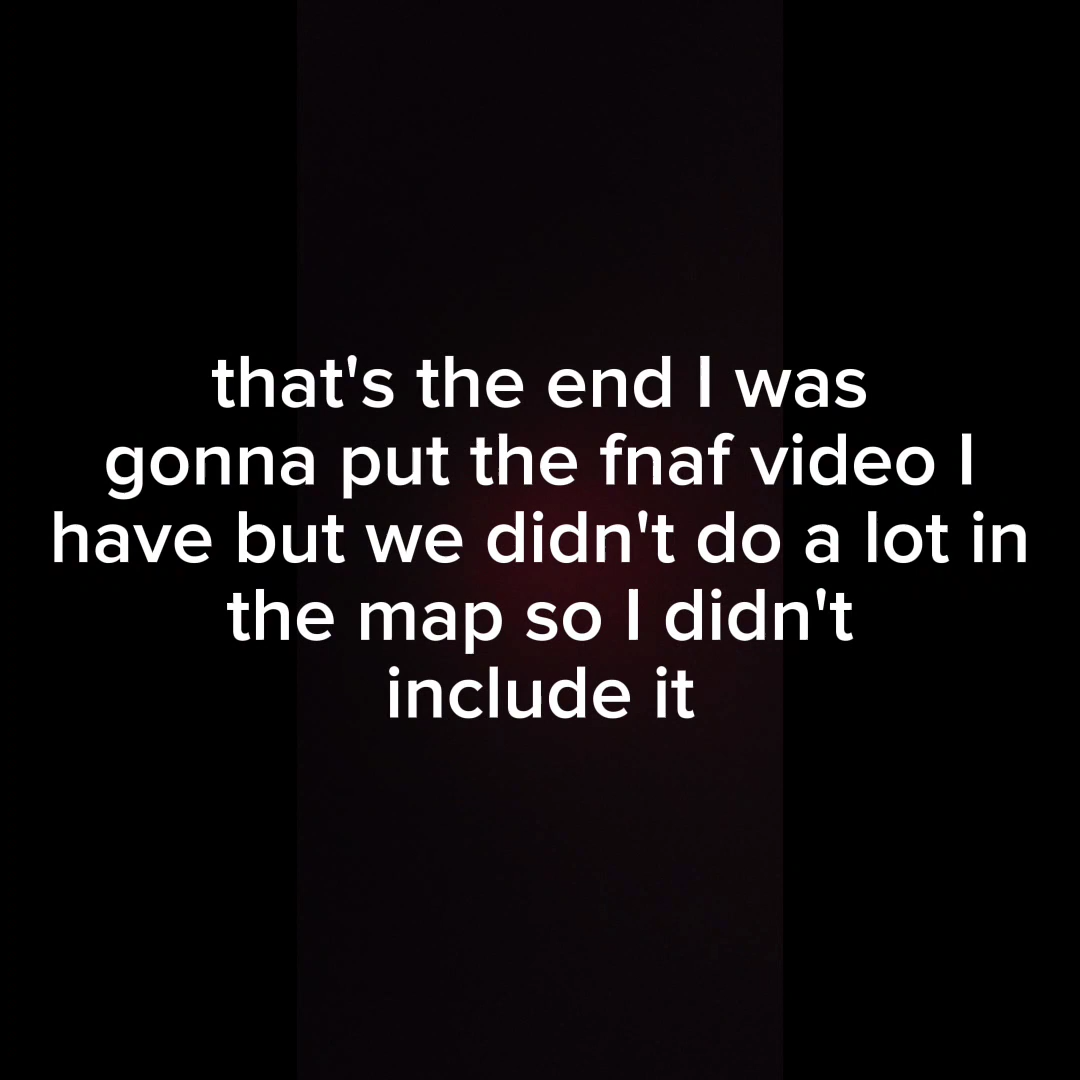 that's the end I was
gonna put the fnaf video I
have but we didn't do a lot in
the map so I didn't
include it